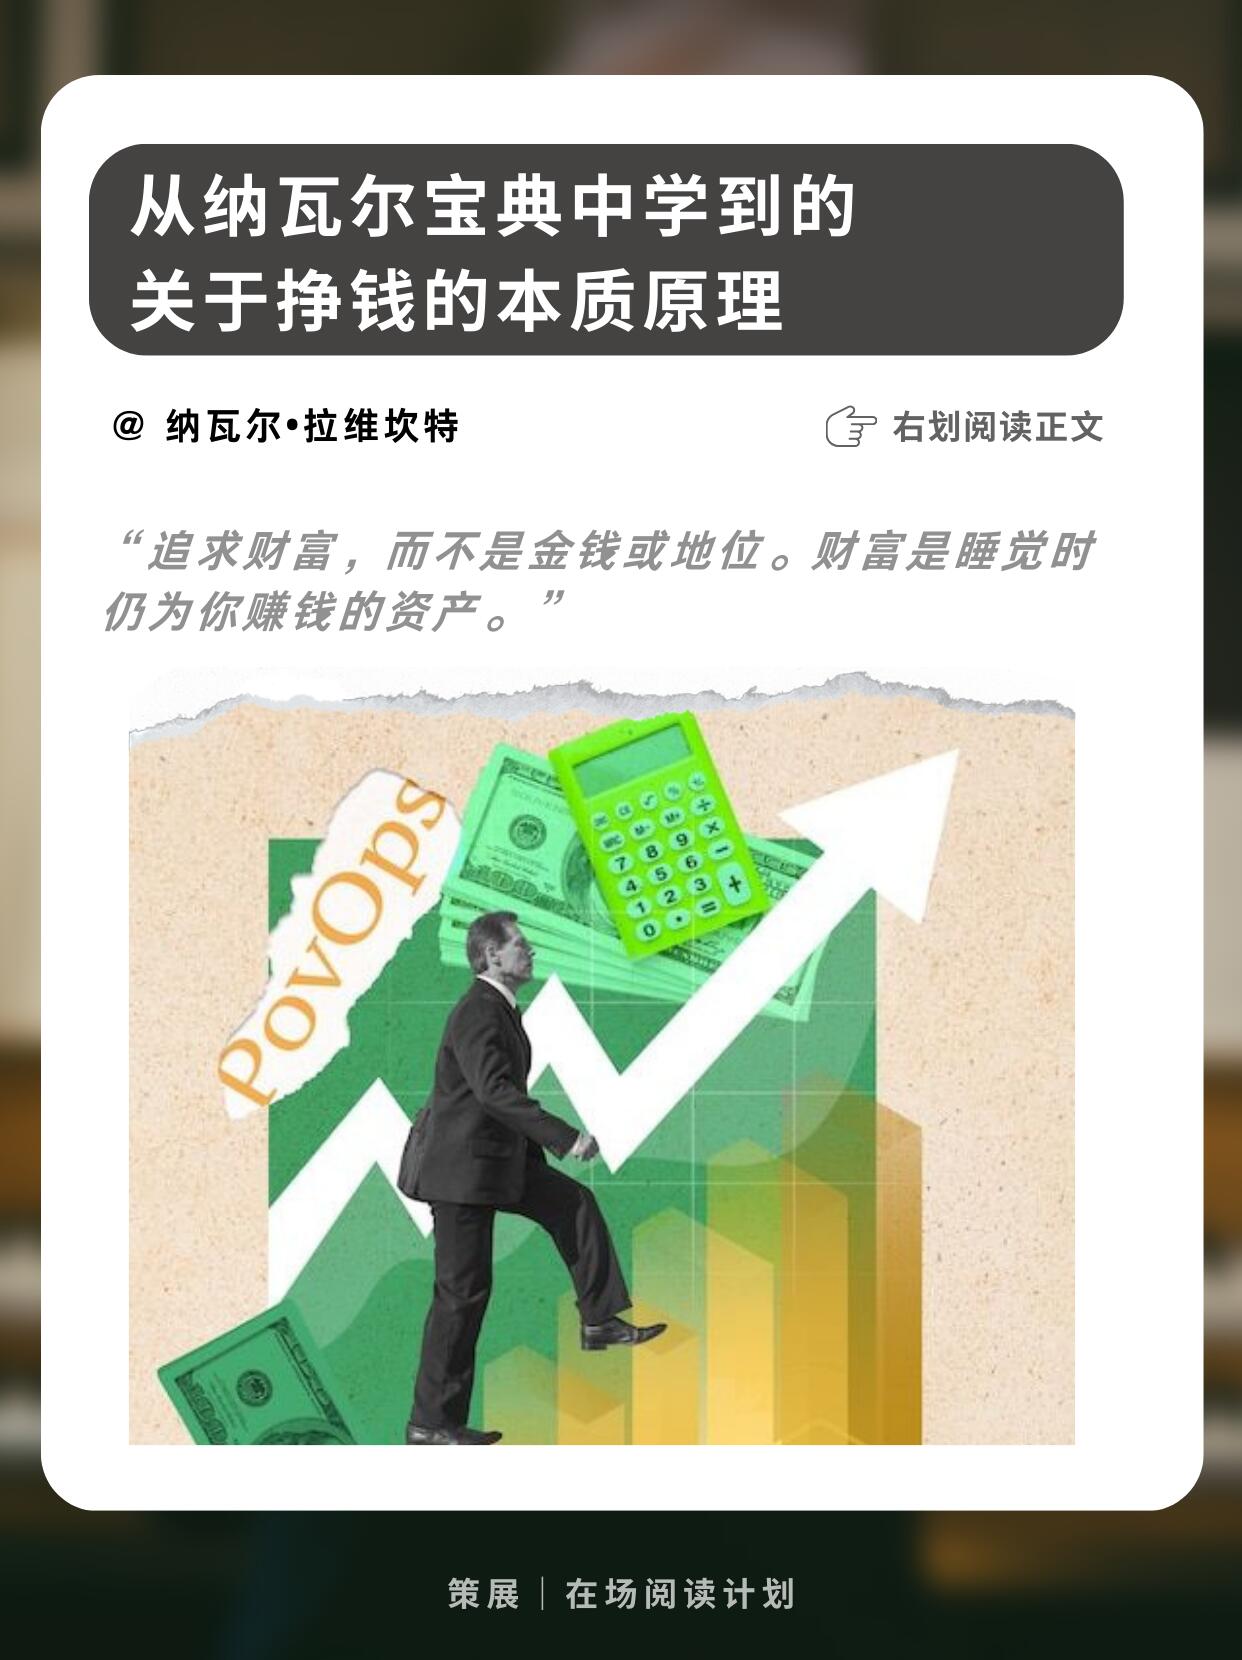 从纳瓦尔宝典中学到的
关于挣钱的本质原理
@ 纳瓦尔•拉维坎特
右划阅读正文
“追求财富，而不是金钱或地位。财富是睡觉时
仍为你赚钱的资产。”
PovOps
MRC M- M+ ÷
7 8 9 ×
4 5 6 −
1 2 3 +
0 • =
100
策展｜在场阅读计划